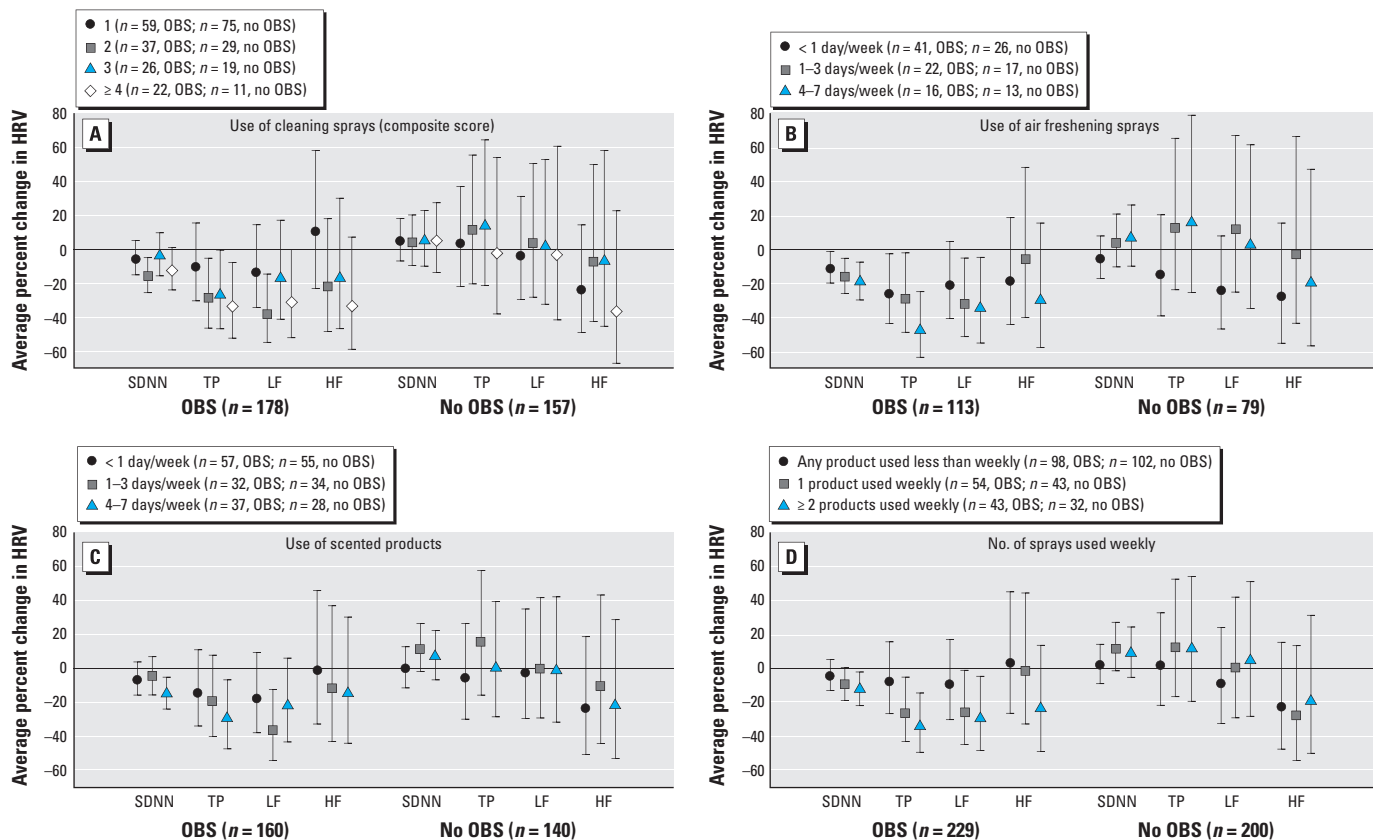 1 (n = 59, OBS; n = 75, no OBS)
2 (n = 37, OBS; n = 29, no OBS)
3 (n = 26, OBS; n = 19, no OBS)
≥ 4 (n = 22, OBS; n = 11, no OBS)
A
Use of cleaning sprays (composite score)
Average percent change in HRV
80
60
40
20
0
–20
–40
–60
SDNN TP LF HF SDNN TP LF HF
OBS (n = 178) No OBS (n = 157)
< 1 day/week (n = 41, OBS; n = 26, no OBS)
1–3 days/week (n = 22, OBS; n = 17, no OBS)
4–7 days/week (n = 16, OBS; n = 13, no OBS)
B
Use of air freshening sprays
Average percent change in HRV
80
60
40
20
0
–20
–40
–60
SDNN TP LF HF SDNN TP LF HF
OBS (n = 113) No OBS (n = 79)
< 1 day/week (n = 57, OBS; n = 55, no OBS)
1–3 days/week (n = 32, OBS; n = 34, no OBS)
4–7 days/week (n = 37, OBS; n = 28, no OBS)
C
Use of scented products
Average percent change in HRV
80
60
40
20
0
–20
–40
–60
SDNN TP LF HF SDNN TP LF HF
OBS (n = 160) No OBS (n = 140)
Any product used less than weekly (n = 98, OBS; n = 102, no OBS)
1 product used weekly (n = 54, OBS; n = 43, no OBS)
≥ 2 products used weekly (n = 43, OBS; n = 32, no OBS)
D
No. of sprays used weekly
Average percent change in HRV
80
60
40
20
0
–20
–40
–60
SDNN TP LF HF SDNN TP LF HF
OBS (n = 229) No OBS (n = 200)